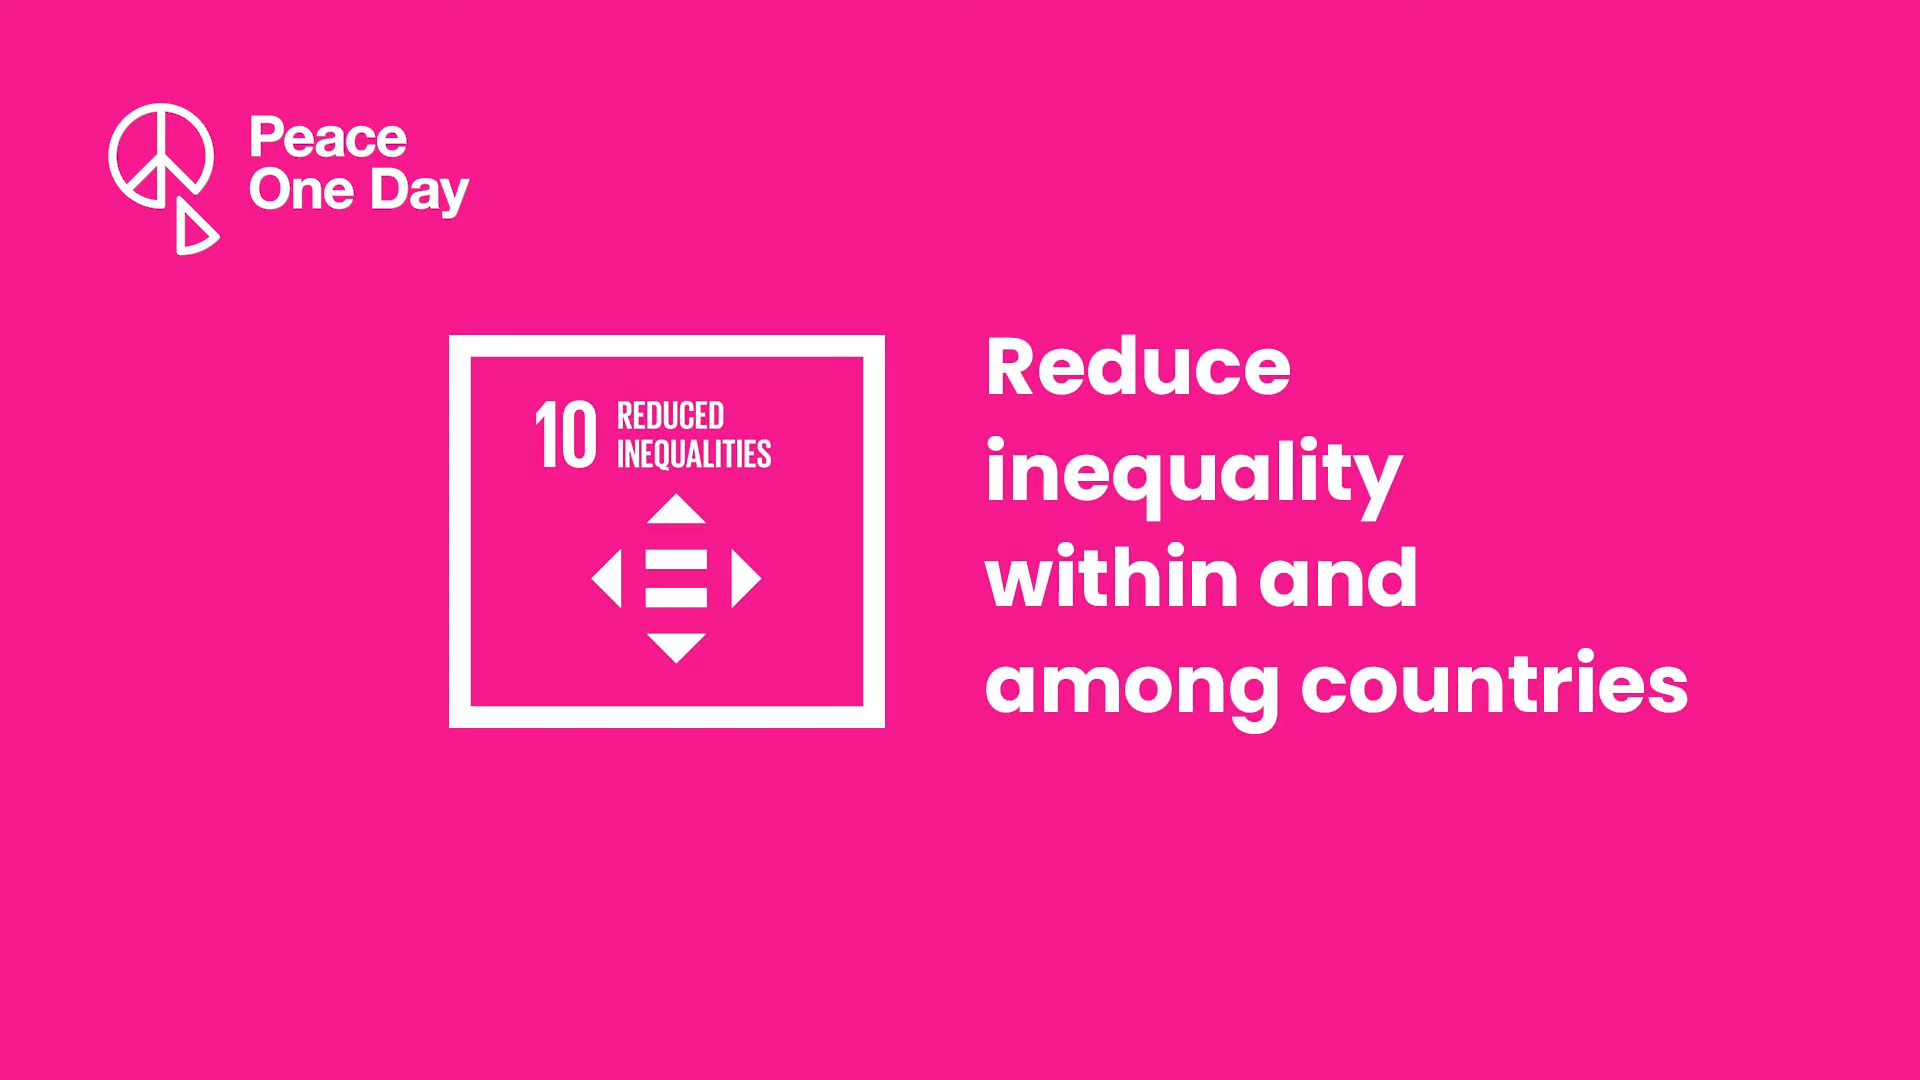 Peace
One Day
10 REDUCED
INEQUALITIES
Reduce
inequality
within and
among countries